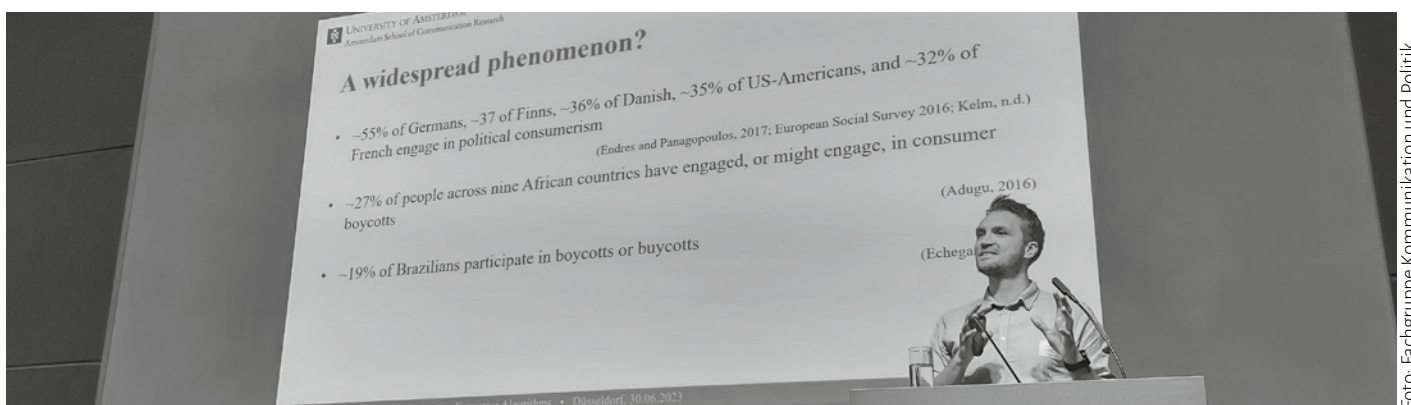 UNIVERSITY OF AMSTERDAM
Amsterdam School of Communication Research
A widespread phenomenon?
• ~55% of Germans, ~37 of Finns, ~36% of Danish, ~35% of US-Americans, and ~32% of
French engage in political consumerism
(Endres and Panagopoulos, 2017; European Social Survey 2016; Kelm, n.d.)
• ~27% of people across nine African countries have engaged, or might engage, in consumer
boycotts
(Adugu, 2016)
• ~19% of Brazilians participate in boycotts or buycotts
(Echega
Algorithms • Düsseldorf, 30.06.2023
Foto: Fachgruppe Kommunikation und Politik